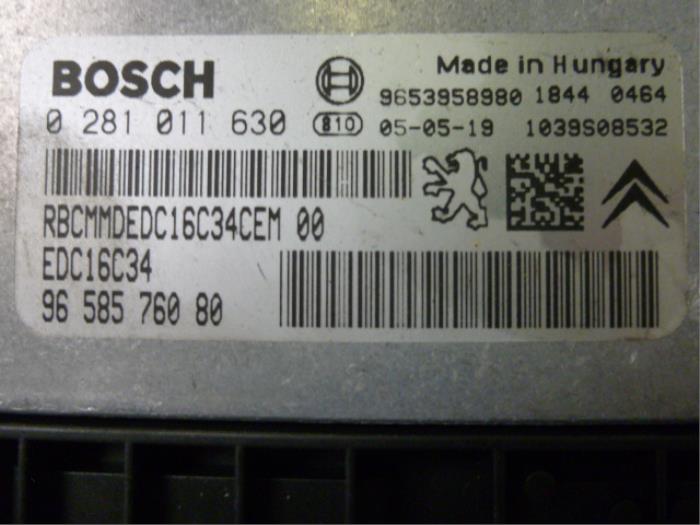 BOSCH
Made in Hungary
9653958980 1844 0464
0 281 011 630 810 05-05-19 1039S08532
RBCMMDEDC16C34CEM 00
EDC16C34
96 585 760 80